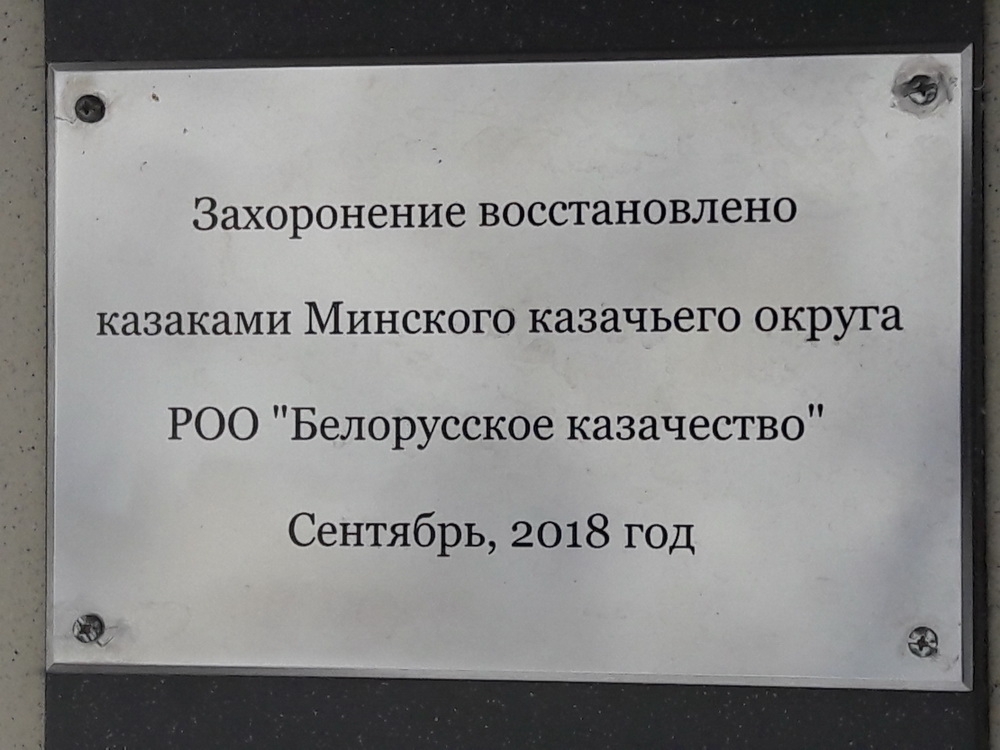 Захоронение восстановлено
казаками Минского казачьего округа
РОО "Белорусское казачество"
Сентябрь, 2018 год